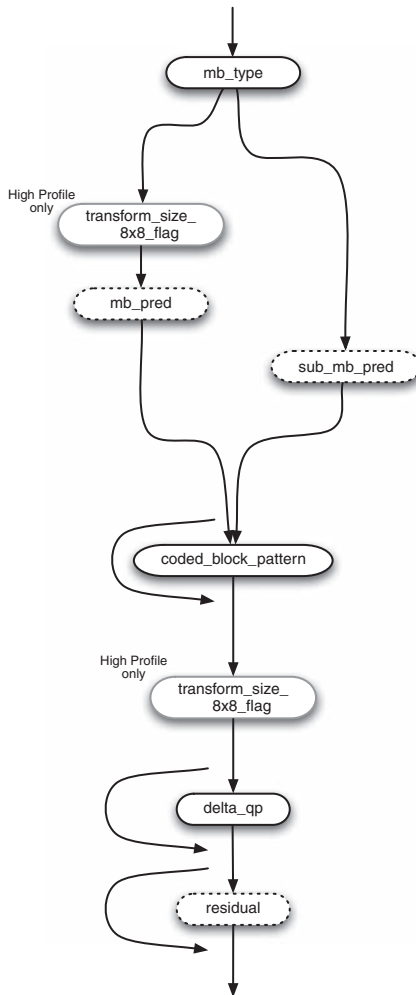 mb_type
High Profile
only
transform_size_
8x8_flag
mb_pred
sub_mb_pred
coded_block_pattern
High Profile
only
transform_size_
8x8_flag
delta_qp
residual